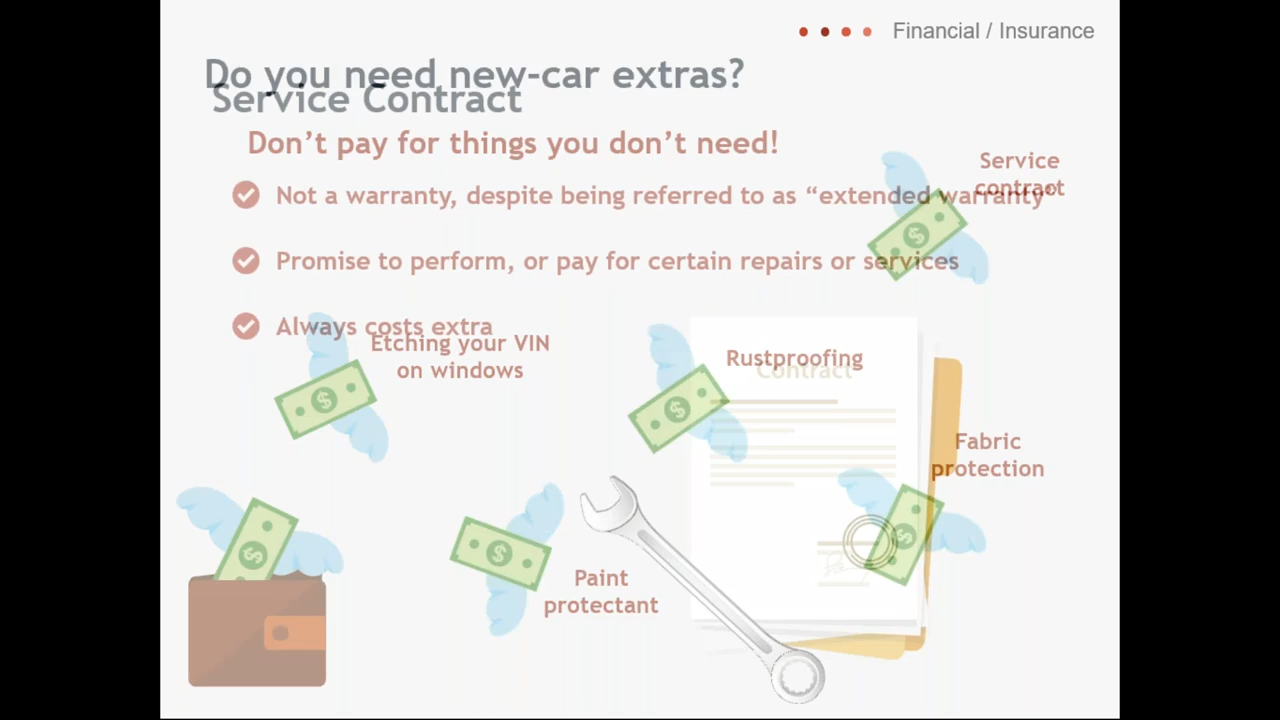 Financial / Insurance
Do you need new-car extras?
Service Contract
Don’t pay for things you don’t need!
Service
contract
Not a warranty, despite being referred to as “extended warranty”
Promise to perform, or pay for certain repairs or services
Always costs extra
Etching your VIN
on windows
Rustproofing
Contract
Fabric
protection
Paint
protectant